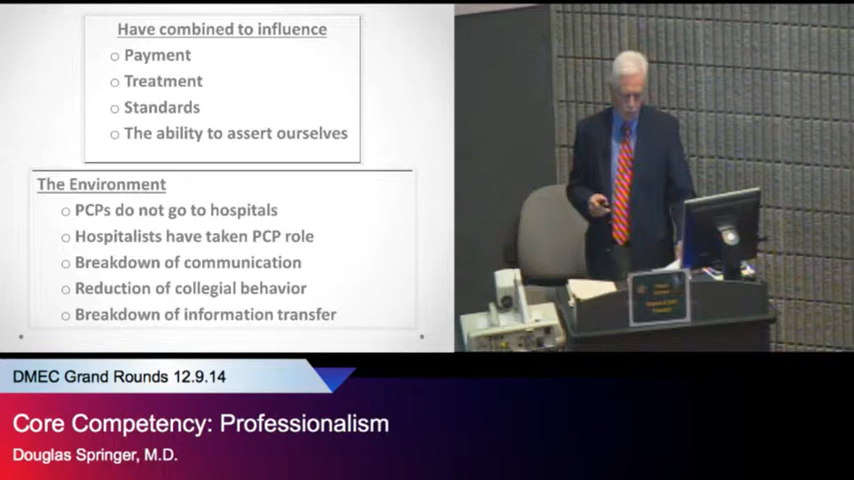 Have combined to influence
o Payment
o Treatment
o Standards
o The ability to assert ourselves
The Environment
o PCPs do not go to hospitals
o Hospitalists have taken PCP role
o Breakdown of communication
o Reduction of collegial behavior
o Breakdown of information transfer
DMEC Grand Rounds 12.9.14
Core Competency: Professionalism
Douglas Springer, M.D.